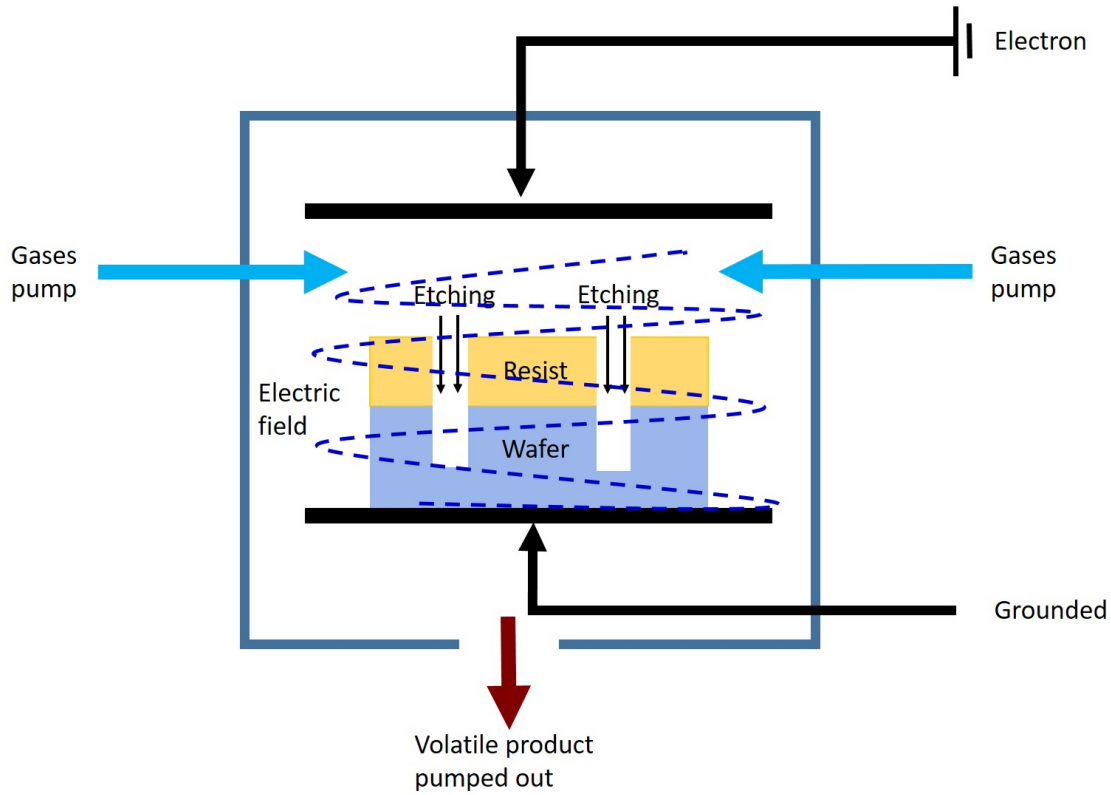 Electron
Gases
pump
Gases
pump
Etching
Etching
Resist
Electric
field
Wafer
Grounded
Volatile product
pumped out